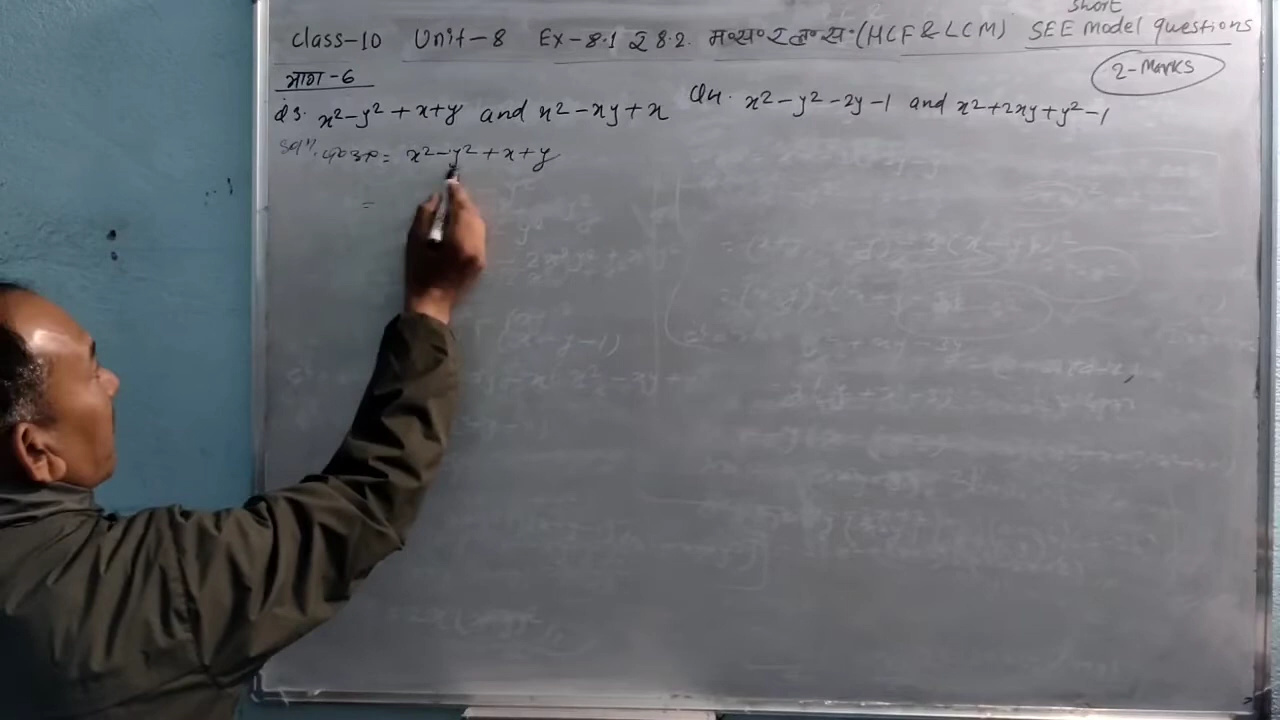 short
class-10 Unit-8 Ex-8.1 र 8.2. म॰स॰ र ल॰स॰ (HCF & LCM) SEE model questions
भाग-6
2-Marks
Q3. x²-y²+x+y and x²-xy+x
Q4. x²-y²-2y-1 and x²+2xy+y²-1
solⁿ. = x²-y²+x+y
=